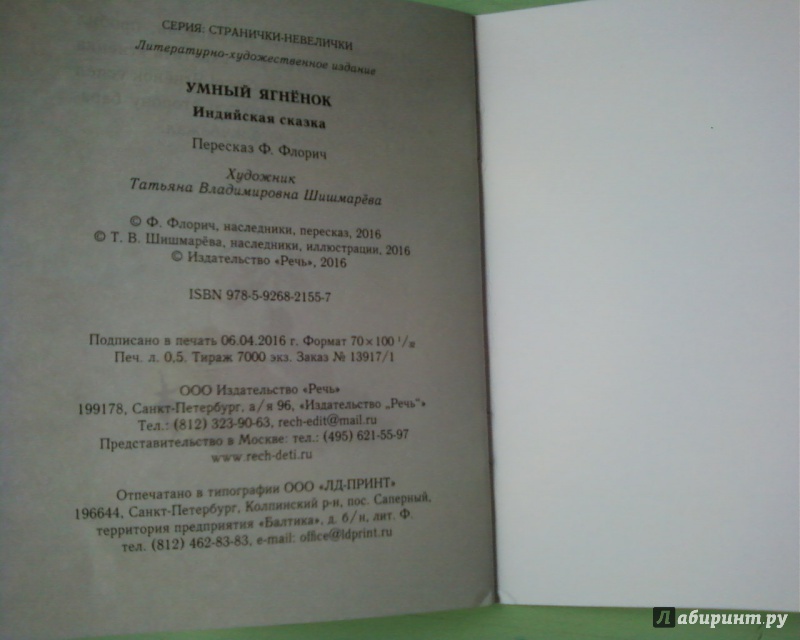 СЕРИЯ: СТРАНИЧКИ-НЕВЕЛИЧКИ
Литературно-художественное издание
УМНЫЙ ЯГНЁНОК
Индийская сказка
Пересказ Ф. Флорич
Художник
Татьяна Владимировна Шишмарёва
© Ф. Флорич, наследники, пересказ, 2016
© Т. В. Шишмарёва, наследники, иллюстрации, 2016
© Издательство «Речь», 2016
ISBN 978-5-9268-2155-7
Подписано в печать 06.04.2016 г. Формат 70×100 1/
Печ. л. 0,5. Тираж 7000 экз. Заказ № 13917/1
ООО Издательство «Речь»
199178, Санкт-Петербург, а/я 96, «Издательство „Речь“»
Тел.: (812) 323-90-63, rech-edit@mail.ru
Представительство в Москве: тел.: (495) 621-55-97
www.rech-deti.ru
Отпечатано в типографии ООО «ЛД-ПРИНТ»
196644, Санкт-Петербург, Колпинский р-н, пос. Саперный,
территория предприятия «Балтика», д. б/н, лит. Ф.
тел. (812) 462-83-83, e-mail: office@ldprint.ru
Лабиринт.ру